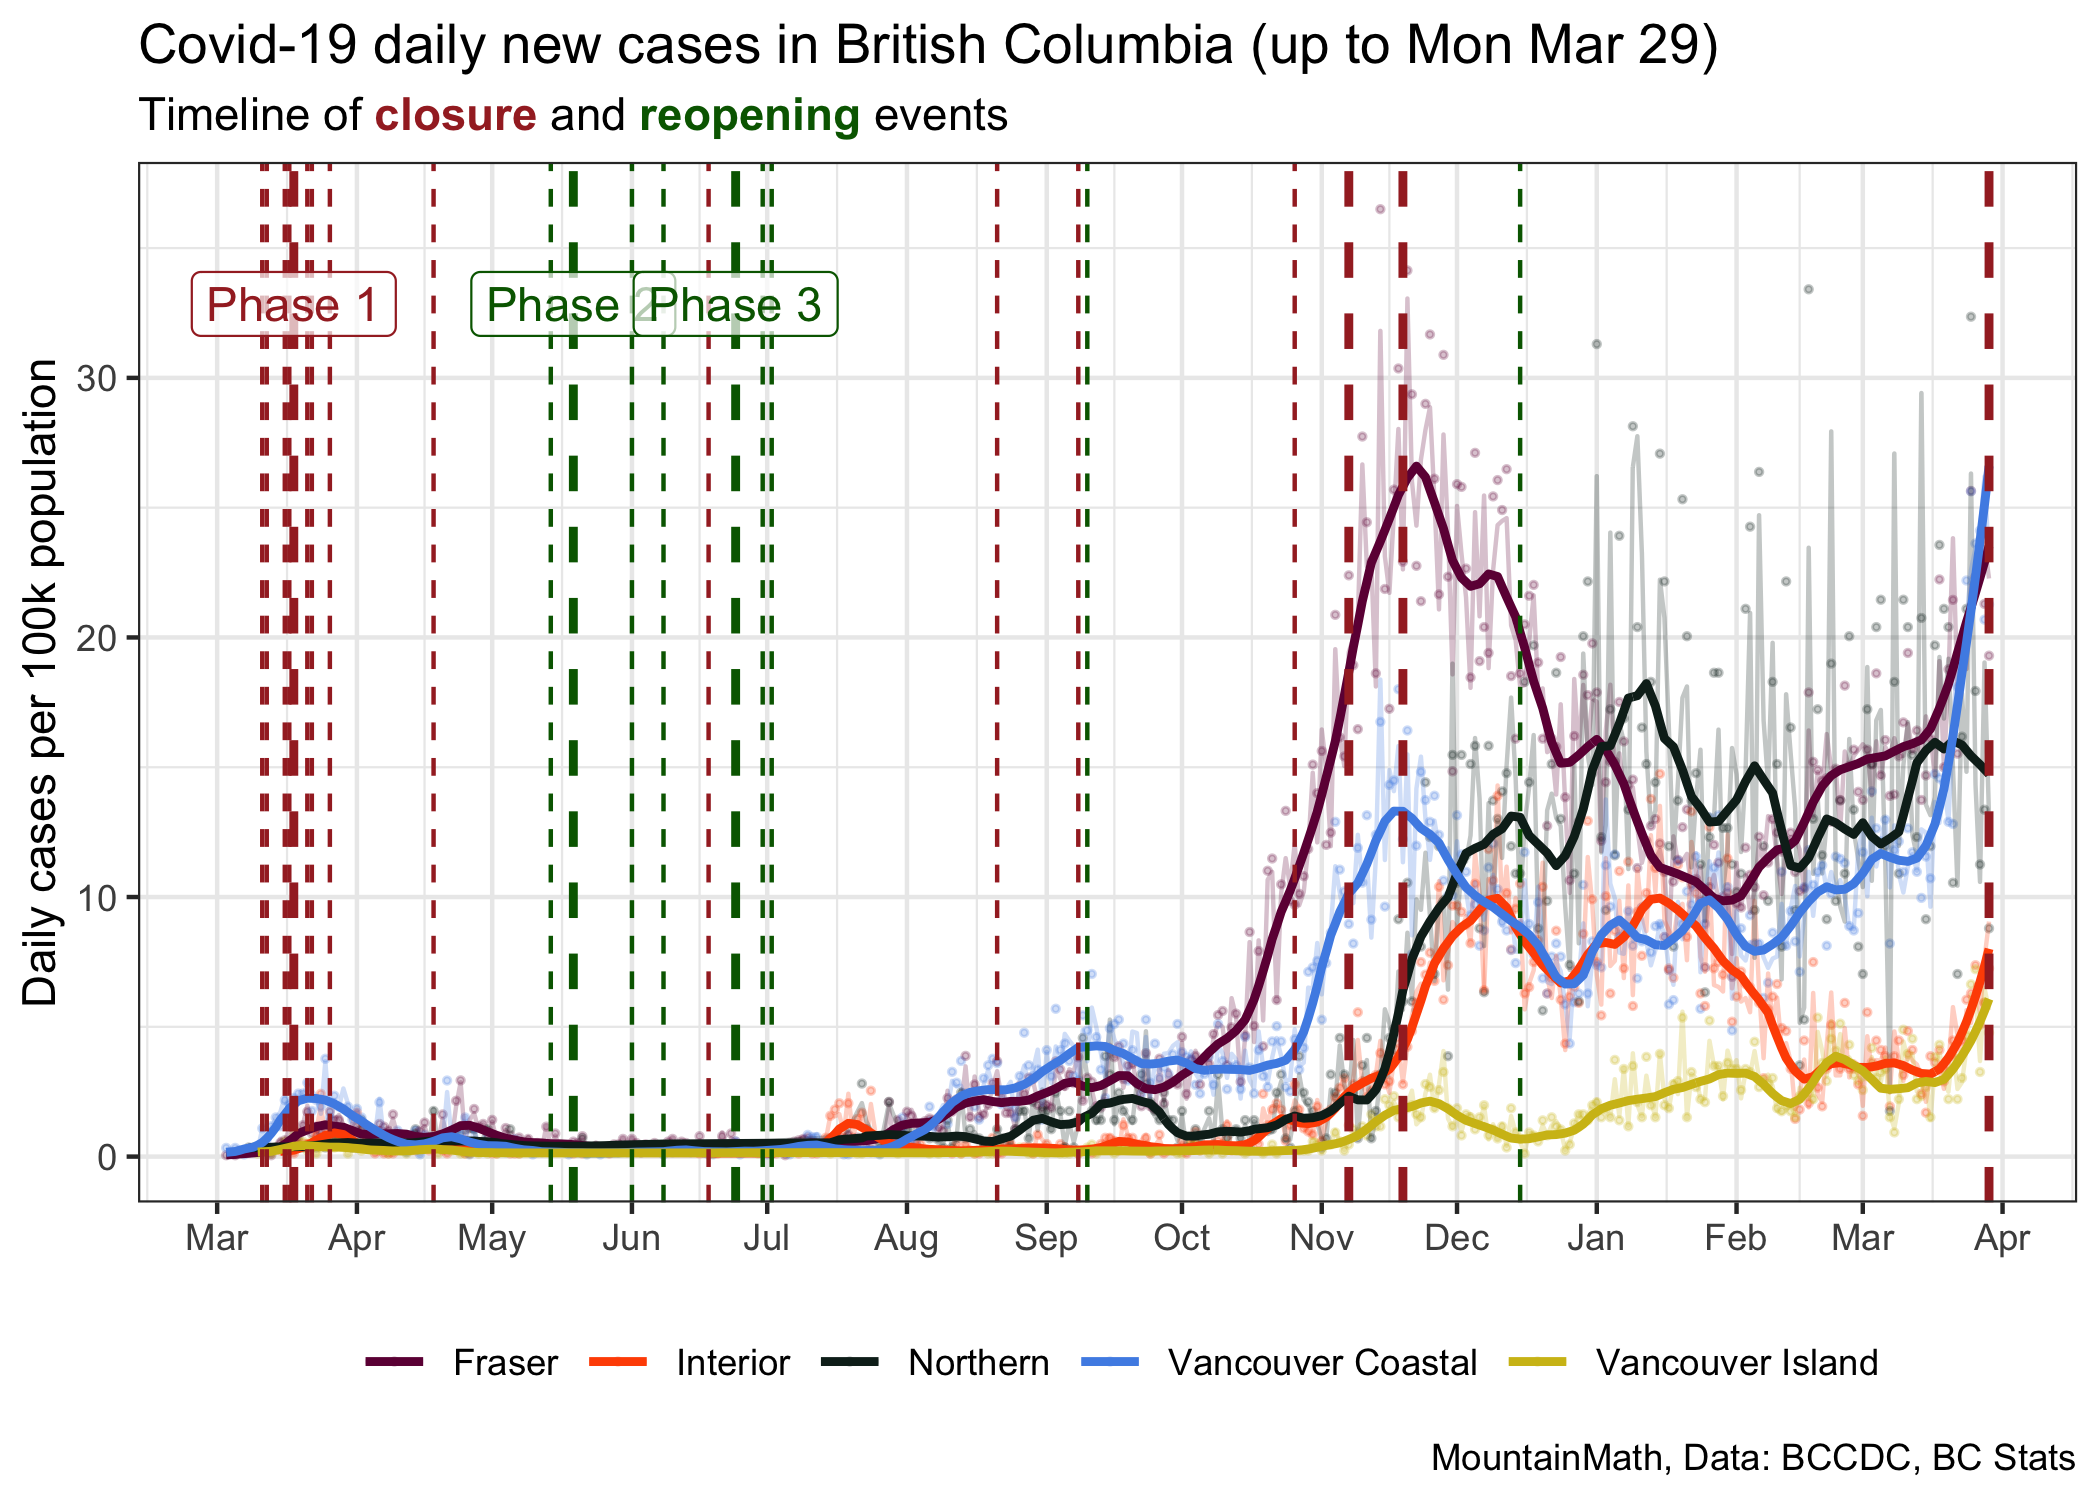 Covid-19 daily new cases in British Columbia (up to Mon Mar 29)
Timeline of closure and reopening events
Daily cases per 100k population
30
20
10
0
Phase 1
Phase 2
Phase 3
Mar Apr May Jun Jul Aug Sep Oct Nov Dec Jan Feb Mar Apr
Fraser Interior Northern Vancouver Coastal Vancouver Island
MountainMath, Data: BCCDC, BC Stats